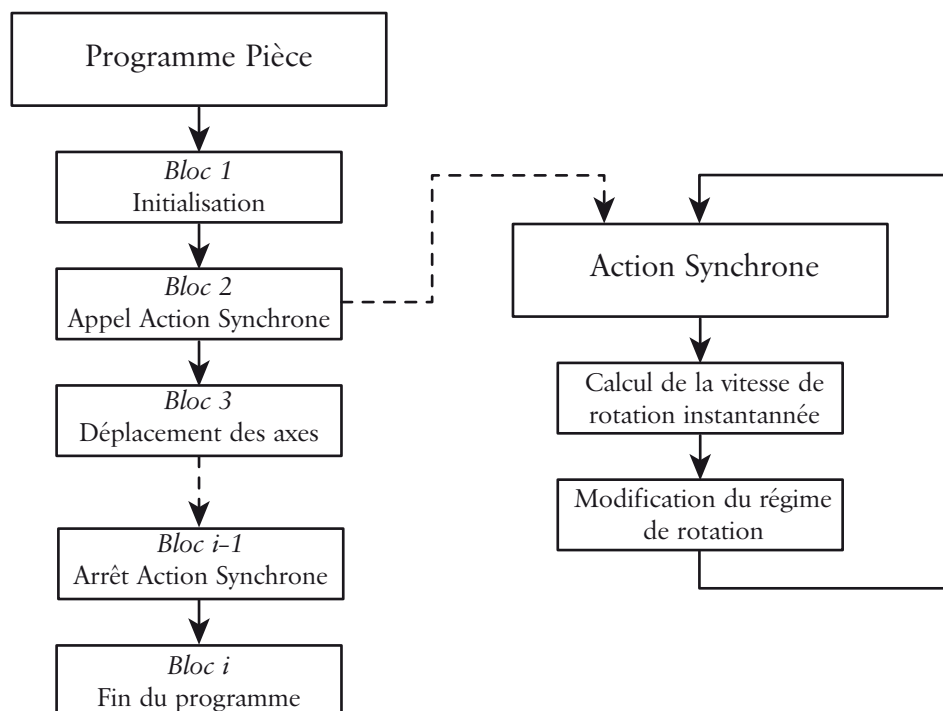 Programme Pièce
Bloc 1
Initialisation
Bloc 2
Appel Action Synchrone
Bloc 3
Déplacement des axes
Bloc i-1
Arrêt Action Synchrone
Bloc i
Fin du programme
Action Synchrone
Calcul de la vitesse de
rotation instantannée
Modification du régime
de rotation